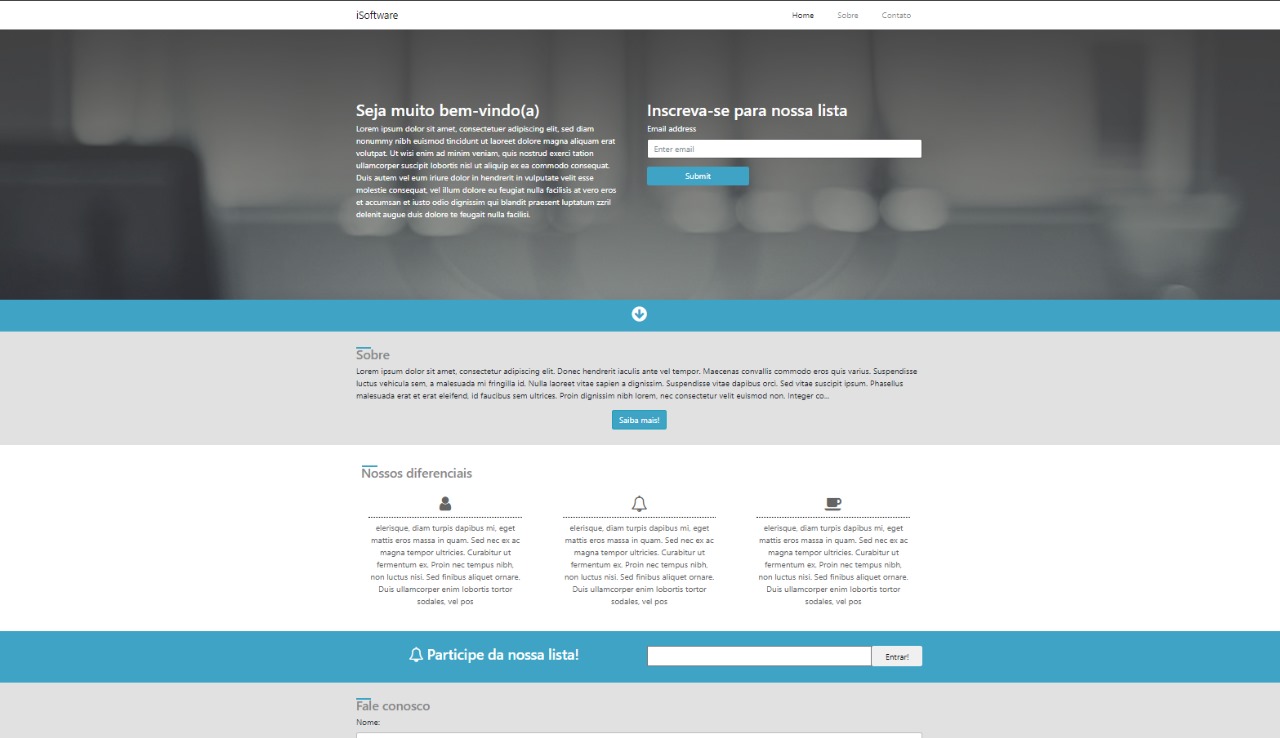 iSoftware
Home Sobre Contato
Seja muito bem-vindo(a)
Lorem ipsum dolor sit amet, consectetuer adipiscing elit, sed diam
nonummy nibh euismod tincidunt ut laoreet dolore magna aliquam erat
volutpat. Ut wisi enim ad minim veniam, quis nostrud exerci tation
ullamcorper suscipit lobortis nisl ut aliquip ex ea commodo consequat.
Duis autem vel eum iriure dolor in hendrerit in vulputate velit esse
molestie consequat, vel illum dolore eu feugiat nulla facilisis at vero eros
et accumsan et iusto odio dignissim qui blandit praesent luptatum zzril
delenit augue duis dolore te feugait nulla facilisi.
Inscreva-se para nossa lista
Email address
Enter email
Submit
Sobre
Lorem ipsum dolor sit amet, consectetur adipiscing elit. Donec hendrerit iaculis ante vel tempor. Maecenas convallis commodo eros quis varius. Suspendisse
luctus vehicula sem, a malesuada mi fringilla id. Nulla laoreet vitae sapien a dignissim. Suspendisse vitae dapibus orci. Sed vitae suscipit ipsum. Phasellus
malesuada erat et erat eleifend, id faucibus sem ultrices. Proin dignissim nibh lorem, nec consectetur velit euismod non. Integer co...
Saiba mais!
Nossos diferenciais
elerisque, diam turpis dapibus mi, eget
mattis eros massa in quam. Sed nec ex ac
magna tempor ultricies. Curabitur ut
fermentum ex. Proin nec tempus nibh,
non luctus nisi. Sed finibus aliquet ornare.
Duis ullamcorper enim lobortis tortor
sodales, vel pos
elerisque, diam turpis dapibus mi, eget
mattis eros massa in quam. Sed nec ex ac
magna tempor ultricies. Curabitur ut
fermentum ex. Proin nec tempus nibh,
non luctus nisi. Sed finibus aliquet ornare.
Duis ullamcorper enim lobortis tortor
sodales, vel pos
elerisque, diam turpis dapibus mi, eget
mattis eros massa in quam. Sed nec ex ac
magna tempor ultricies. Curabitur ut
fermentum ex. Proin nec tempus nibh,
non luctus nisi. Sed finibus aliquet ornare.
Duis ullamcorper enim lobortis tortor
sodales, vel pos
Participe da nossa lista!
Entrar!
Fale conosco
Nome: